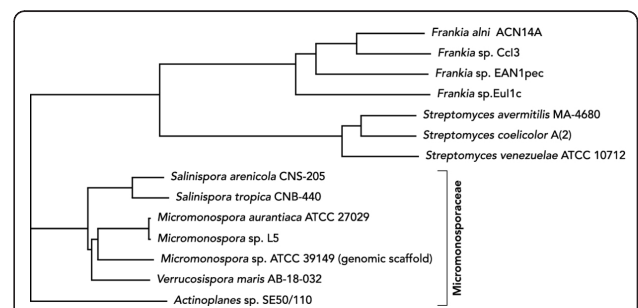 Frankia alni ACN14A
Frankia sp. CcI3
Frankia sp. EAN1pec
Frankia sp.EuI1c
Streptomyces avermitilis MA-4680
Streptomyces coelicolor A(2)
Streptomyces venezuelae ATCC 10712
Salinispora arenicola CNS-205
Salinispora tropica CNB-440
Micromonospora aurantiaca ATCC 27029
Micromonospora sp. L5
Micromonospora sp. ATCC 39149 (genomic scaffold)
Verrucosispora maris AB-18-032
Actinoplanes sp. SE50/110
Micromonosporaceae